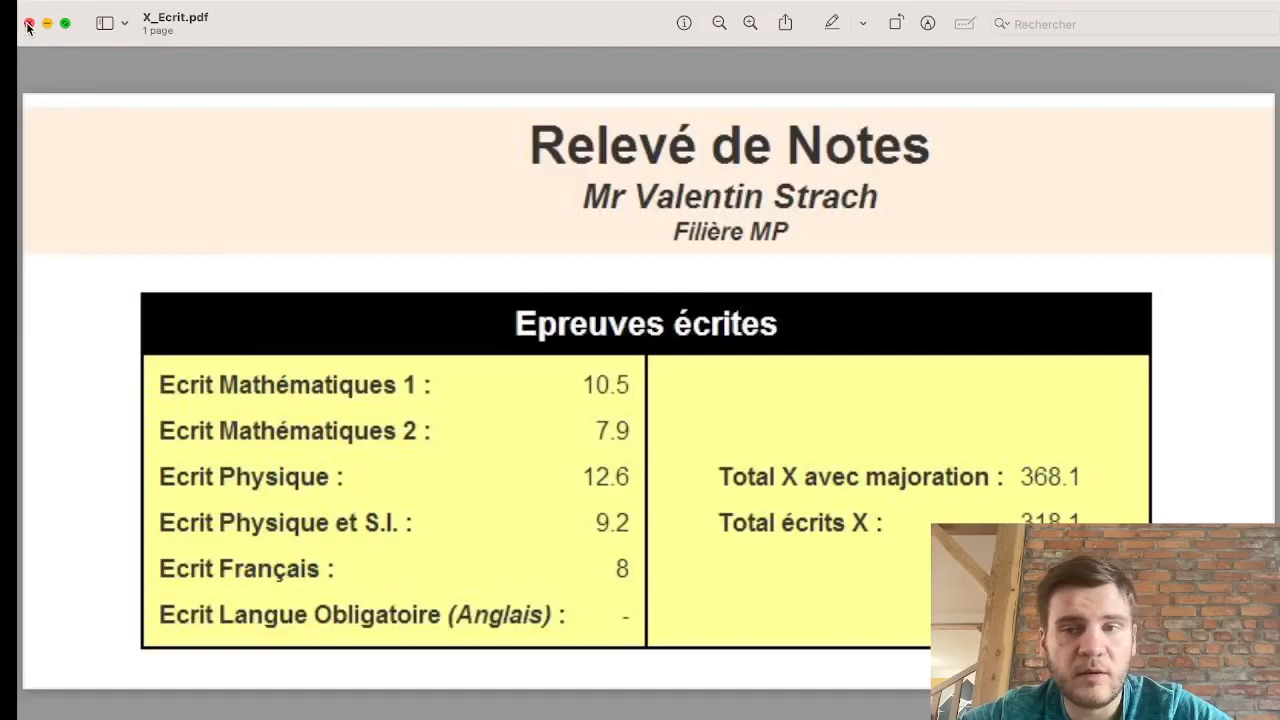 X_Ecrit.pdf
1 page
Rechercher
Relevé de Notes
Mr Valentin Strach
Filière MP
Epreuves écrites
Ecrit Mathématiques 1 : 10.5
Ecrit Mathématiques 2 : 7.9
Ecrit Physique : 12.6
Ecrit Physique et S.I. : 9.2
Ecrit Français : 8
Ecrit Langue Obligatoire (Anglais) : -
Total X avec majoration : 368.1
Total écrits X : 318.1